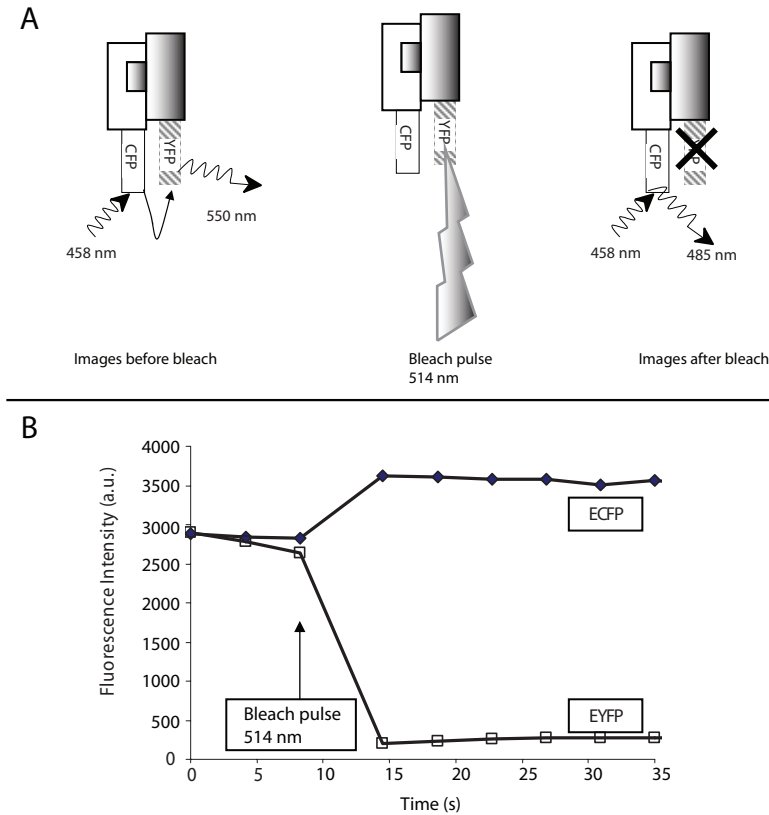 A
CFP
YFP
458 nm
550 nm
Images before bleach
CFP
YFP
Bleach pulse
514 nm
CFP
458 nm
485 nm
Images after bleach
B
Fluorescence Intensity (a.u.)
4000
3500
3000
2500
2000
1500
1000
500
0
ECFP
EYFP
Bleach pulse
514 nm
0 5 10 15 20 25 30 35
Time (s)